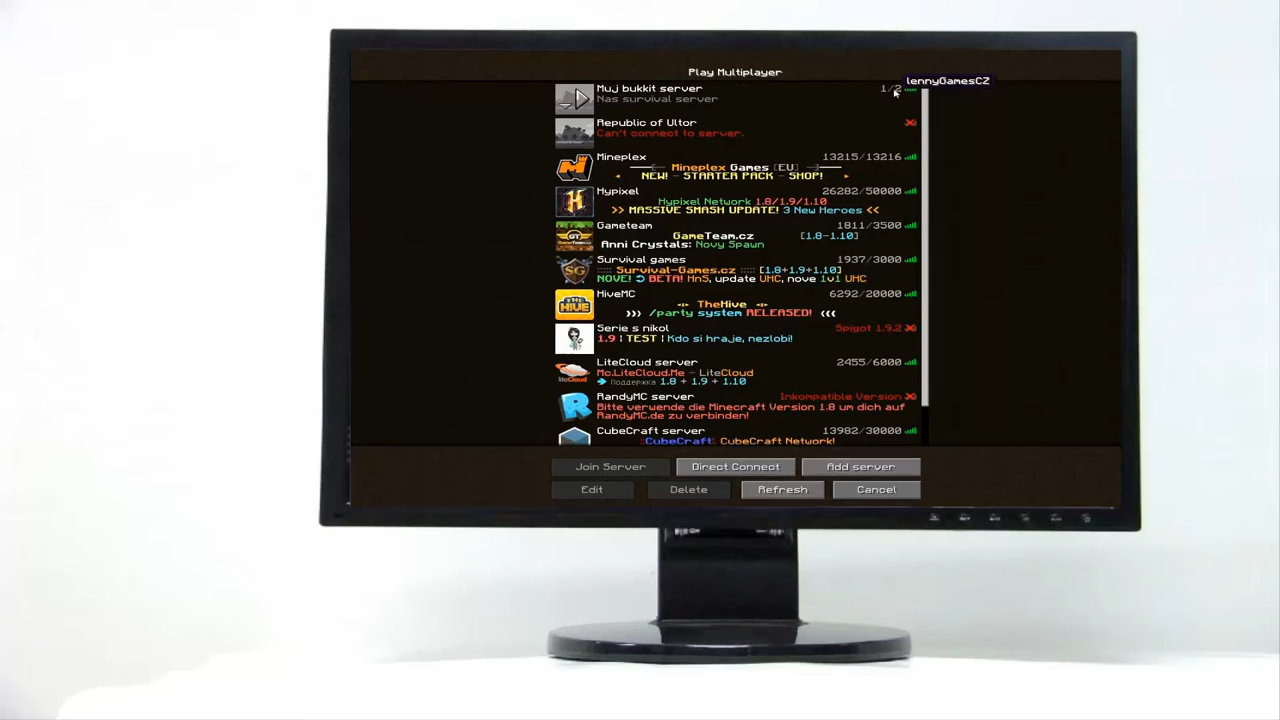 Play Multiplayer
lennyGamesCZ
Muj bukkit server 1/2
Nas survival server
Republic of Ultor
Can't connect to server.
Mineplex 13215/13216
Mineplex Games [EU]
NEW! - STARTER PACK - SHOP!
Hypixel 26282/50000
Hypixel Network 1.8/1.9/1.10
>> MASSIVE SMASH UPDATE! 3 New Heroes <<
Gameteam 1811/3500
GT
GameTeam.cz [1.8-1.10]
Anni Crystals: Novy Spawn
Survival games 1937/3000
SG
::::: Survival-Games.cz ::::: [1.8+1.9+1.10]
NOVE! BETA! HnS, update UHC, nove 1v1 UHC
HiveMC 6292/20000
THE HIVE
TheHive
))) /party system RELEASED! (((
Serie s nikol Spigot 1.9.2
1.9 | TEST | Kdo si hraje, nezlobi!
LiteCloud server 2455/6000
Mc.LiteCloud.Me - LiteCloud
Поддержка 1.8 + 1.9 + 1.10
RandyMC server Inkompatible Version
Bitte verwende die Minecraft Version 1.8 um dich auf
RandyMC.de zu verbinden!
CubeCraft server 13982/30000
CubeCraft CubeCraft Network!
Join Server Direct Connect Add server
Edit Delete Refresh Cancel